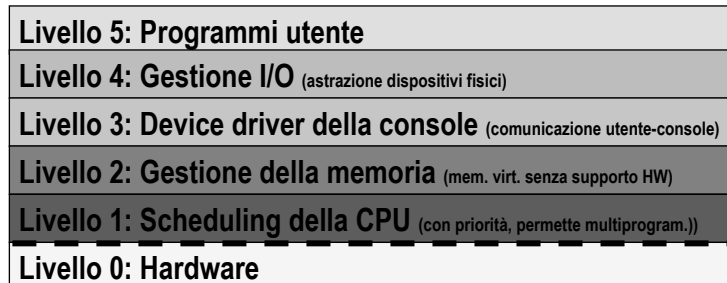 Livello 5: Programmi utente
Livello 4: Gestione I/O (astrazione dispositivi fisici)
Livello 3: Device driver della console (comunicazione utente-console)
Livello 2: Gestione della memoria (mem. virt. senza supporto HW)
Livello 1: Scheduling della CPU (con priorità, permette multiprogram.))
Livello 0: Hardware